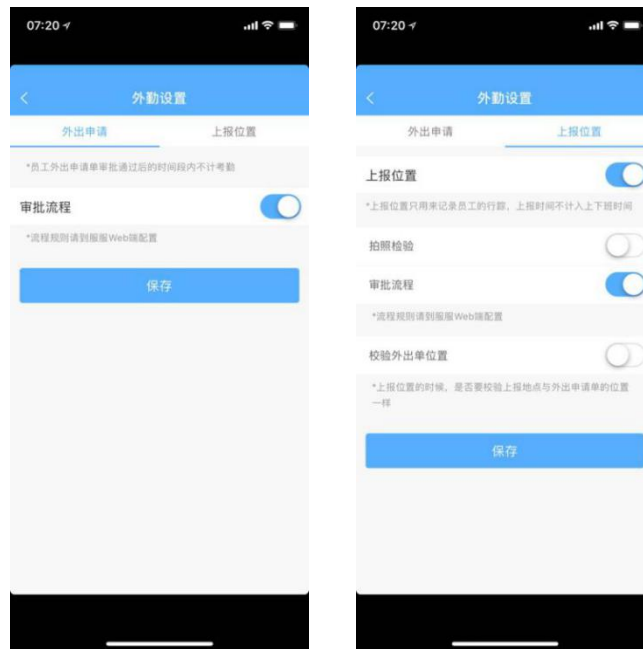 07:20
外勤设置
外出申请 上报位置
*员工外出申请单审批通过后的时间段内不计考勤
审批流程
*流程规则请到服服Web端配置
保存
07:20
外勤设置
外出申请 上报位置
上报位置
*上报位置只用来记录员工的行踪，上报时间不计入上下班时间
拍照检验
审批流程
*流程规则请到服服Web端配置
校验外出单位置
*上报位置的时候，是否要校验上报地点与外出申请单的位置
一样
保存